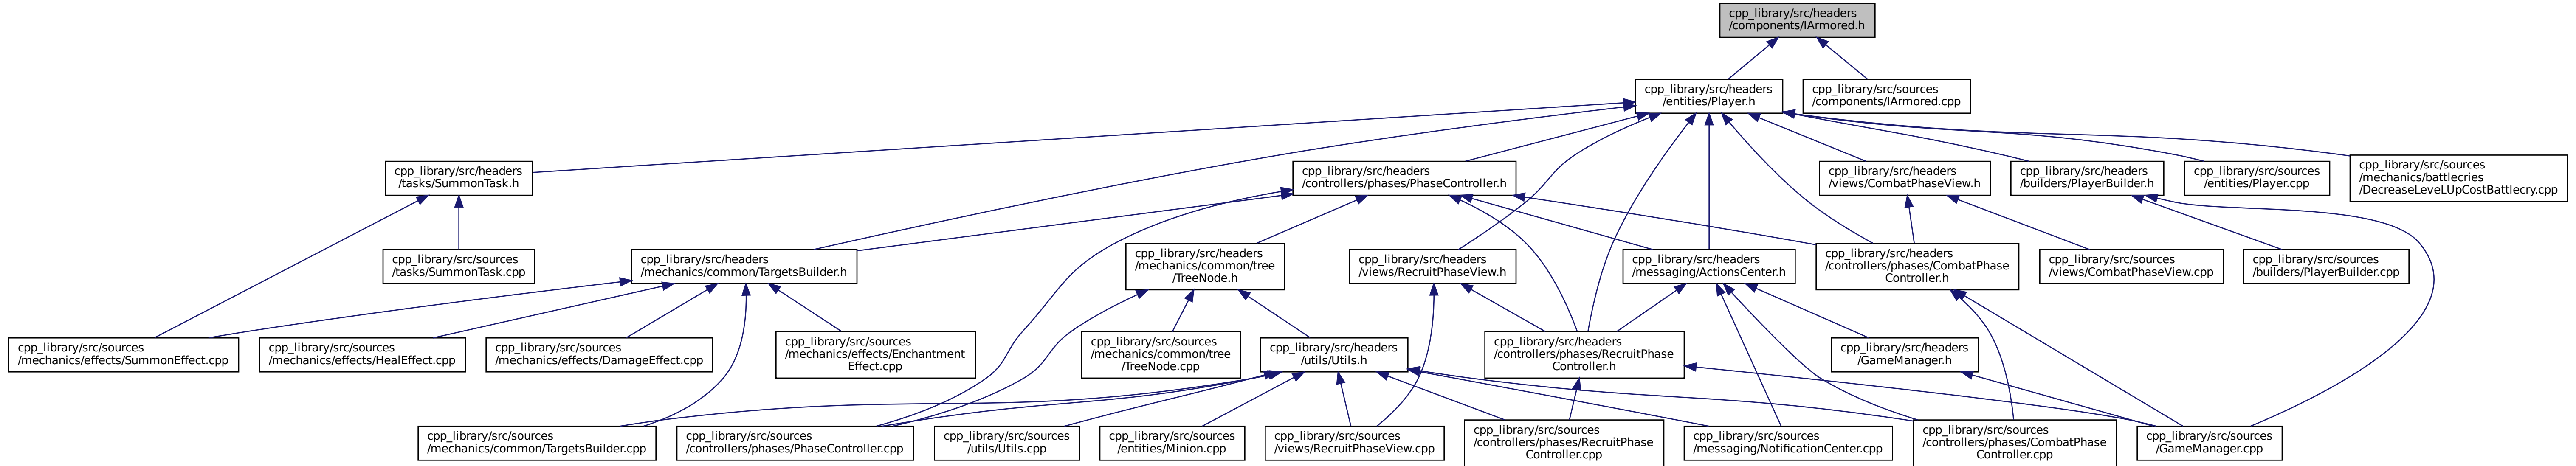 cpp_library/src/headers
/components/IArmored.h
cpp_library/src/headers
/entities/Player.h
cpp_library/src/sources
/components/IArmored.cpp
cpp_library/src/headers
/tasks/SummonTask.h
cpp_library/src/headers
/controllers/phases/PhaseController.h
cpp_library/src/headers
/views/CombatPhaseView.h
cpp_library/src/headers
/builders/PlayerBuilder.h
cpp_library/src/sources
/entities/Player.cpp
cpp_library/src/sources
/mechanics/battlecries
/DecreaseLeveLUpCostBattlecry.cpp
cpp_library/src/sources
/tasks/SummonTask.cpp
cpp_library/src/headers
/mechanics/common/TargetsBuilder.h
cpp_library/src/headers
/mechanics/common/tree
/TreeNode.h
cpp_library/src/headers
/views/RecruitPhaseView.h
cpp_library/src/headers
/messaging/ActionsCenter.h
cpp_library/src/headers
/controllers/phases/CombatPhase
Controller.h
cpp_library/src/sources
/views/CombatPhaseView.cpp
cpp_library/src/sources
/builders/PlayerBuilder.cpp
cpp_library/src/sources
/mechanics/effects/SummonEffect.cpp
cpp_library/src/sources
/mechanics/effects/HealEffect.cpp
cpp_library/src/sources
/mechanics/effects/DamageEffect.cpp
cpp_library/src/sources
/mechanics/effects/Enchantment
Effect.cpp
cpp_library/src/sources
/mechanics/common/tree
/TreeNode.cpp
cpp_library/src/headers
/utils/Utils.h
cpp_library/src/headers
/controllers/phases/RecruitPhase
Controller.h
cpp_library/src/headers
/GameManager.h
cpp_library/src/sources
/mechanics/common/TargetsBuilder.cpp
cpp_library/src/sources
/controllers/phases/PhaseController.cpp
cpp_library/src/sources
/utils/Utils.cpp
cpp_library/src/sources
/entities/Minion.cpp
cpp_library/src/sources
/views/RecruitPhaseView.cpp
cpp_library/src/sources
/controllers/phases/RecruitPhase
Controller.cpp
cpp_library/src/sources
/messaging/NotificationCenter.cpp
cpp_library/src/sources
/controllers/phases/CombatPhase
Controller.cpp
cpp_library/src/sources
/GameManager.cpp